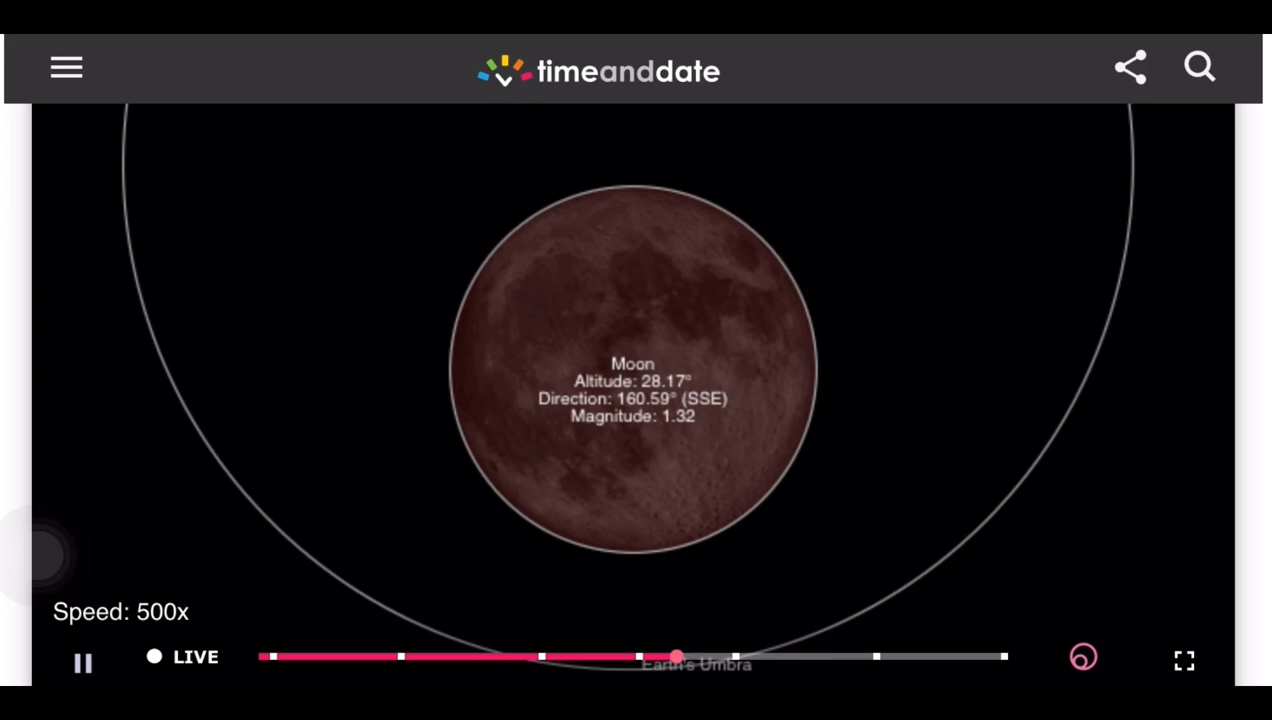 timeanddate
Moon
Altitude: 28.17°
Direction: 160.59° (SSE)
Magnitude: 1.32
Speed: 500x
LIVE
Earth's Umbra